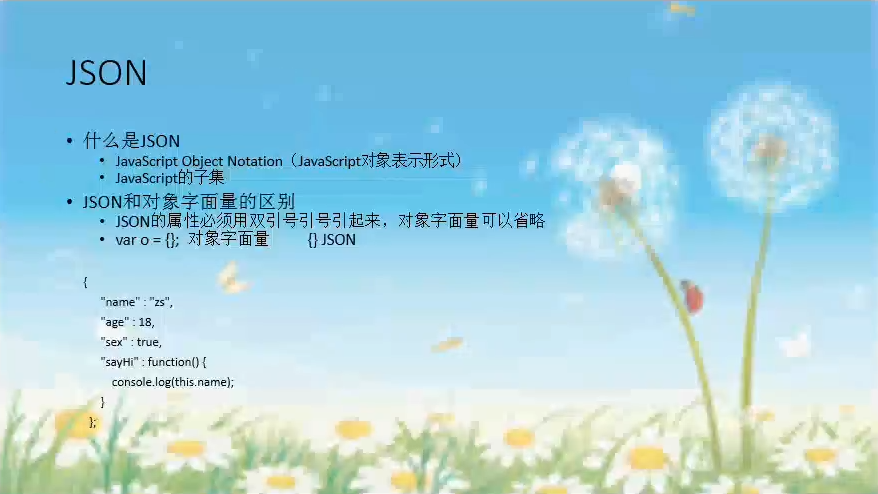 JSON
• 什么是JSON
• JavaScript Object Notation（JavaScript对象表示形式）
• JavaScript的子集
• JSON和对象字面量的区别
• JSON的属性必须用双引号引号引起来，对象字面量可以省略
• var o = {}; 对象字面量 {} JSON
{
"name" : "zs",
"age" : 18,
"sex" : true,
"sayHi" : function() {
console.log(this.name);
}
};